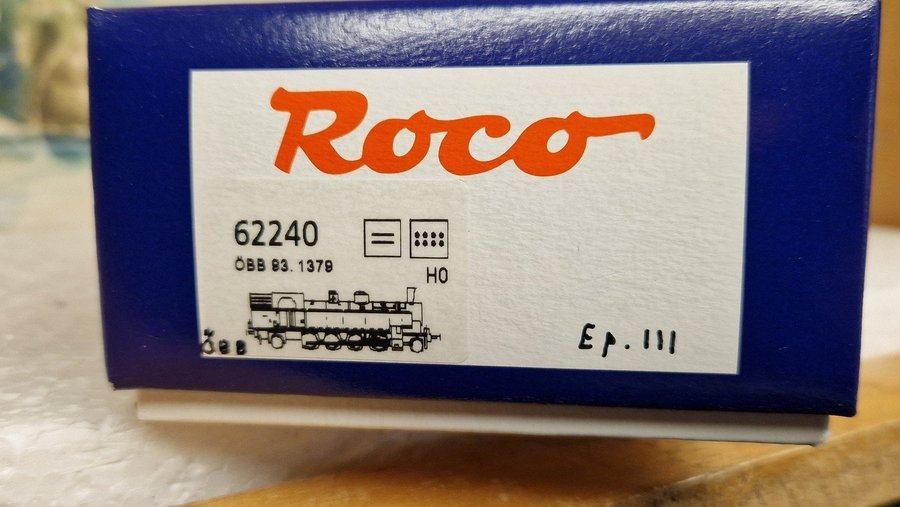 Roco
62240
ÖBB 93.1379
H0
ÖBB
Ep. III